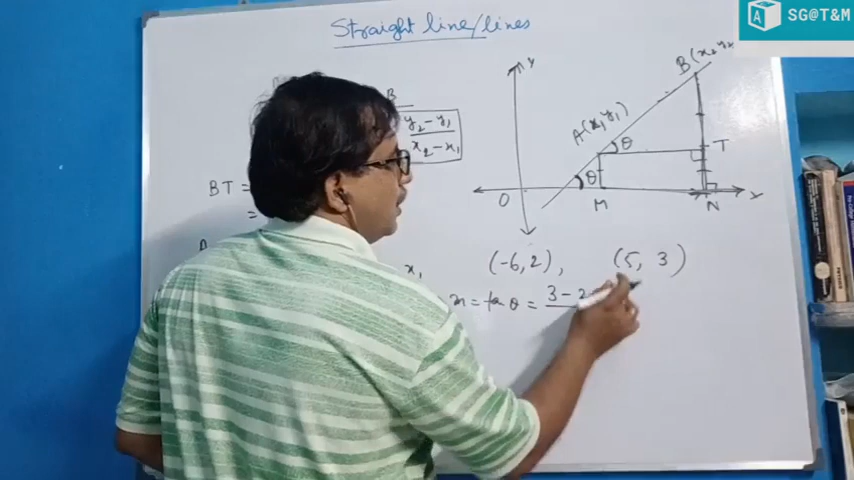 Straight line/lines
SG@T&M
y
B (x₂, y₂
B
A(x₁, y₁)
y₂ - y₁
x₂ - x₁
θ
T
θ
BT =
=
O
M
N
x
x₁
(-6, 2), (5, 3)
m = tan θ = 3 - 2